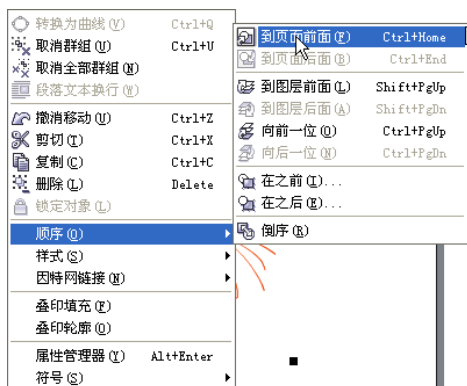 转换为曲线(V) Ctrl+Q
取消群组(U) Ctrl+U
取消全部群组(N)
段落文本换行(W)
撤消移动(U) Ctrl+Z
剪切(T) Ctrl+X
复制(C) Ctrl+C
删除(L) Delete
锁定对象(L)
顺序(O)
样式(S)
因特网链接(N)
叠印填充(F)
叠印轮廓(O)
属性管理器(I) Alt+Enter
符号(S)
到页面前面(F) Ctrl+Home
到页面后面(B) Ctrl+End
到图层前面(L) Shift+PgUp
到图层后面(A) Shift+PgDn
向前一位(O) Ctrl+PgUp
向后一位(N) Ctrl+PgDn
在之前(I)...
在之后(E)...
倒序(R)